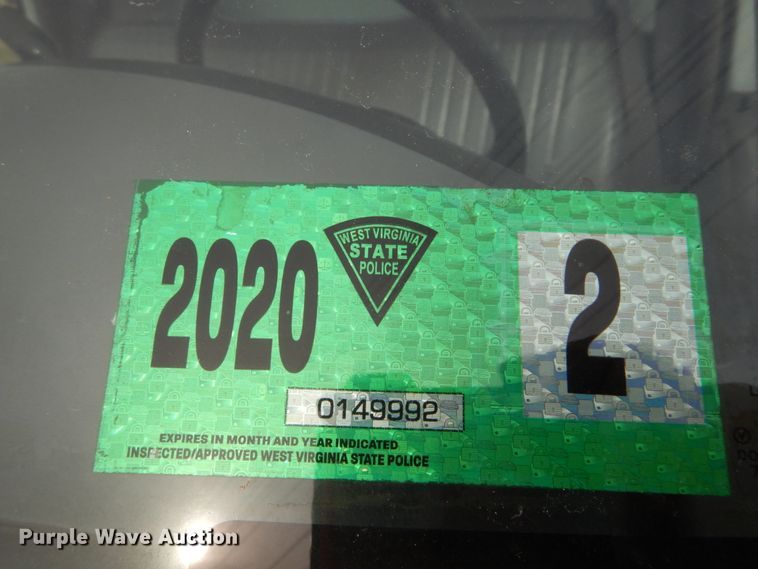 2020
WEST VIRGINIA
STATE
POLICE
2
0149992
EXPIRES IN MONTH AND YEAR INDICATED
INSPECTED/APPROVED WEST VIRGINIA STATE POLICE
Purple Wave Auction